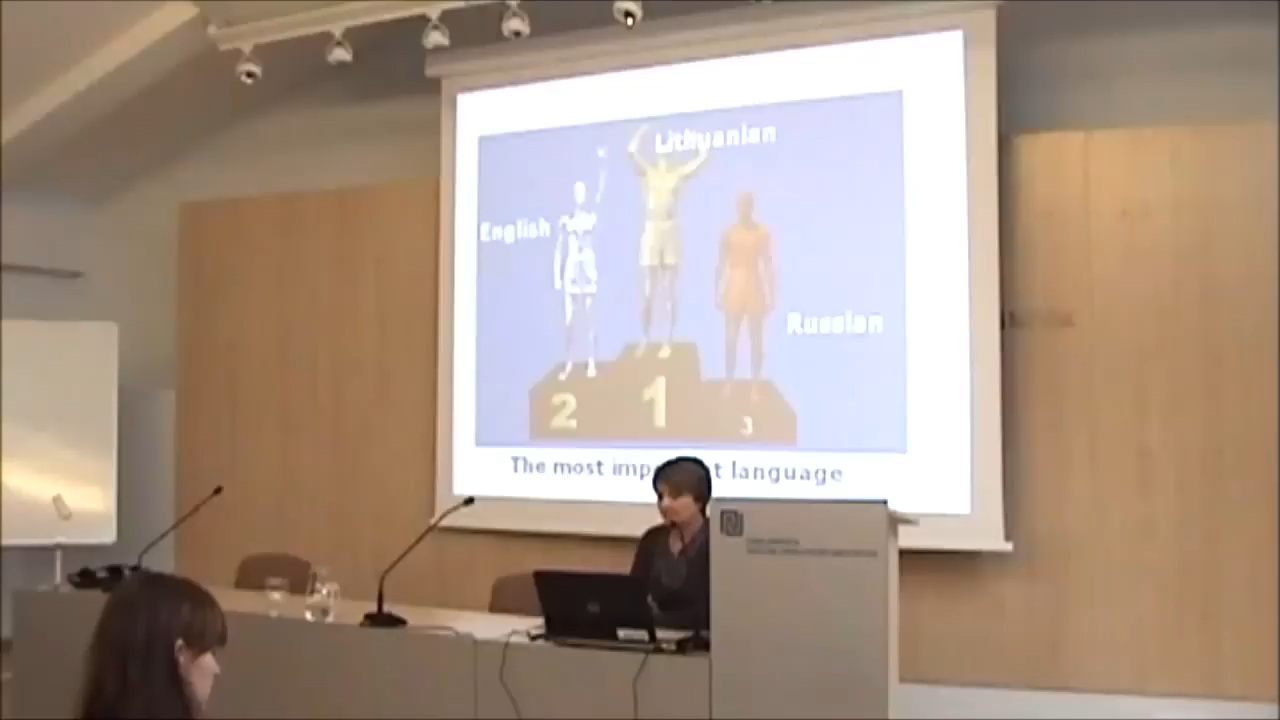 Lithuanian
English
Russian
2
1
3
The most imp t language